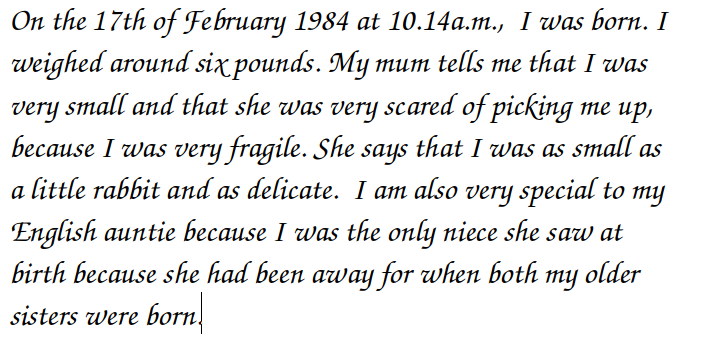 On the 17th of February 1984 at 10.14a.m.,  I was born. I
weighed around six pounds. My mum tells me that I was
very small and that she was very scared of picking me up,
because I was very fragile. She says that I was as small as
a little rabbit and as delicate.  I am also very special to my
English auntie because I was the only niece she saw at
birth because she had been away for when both my older
sisters were born.